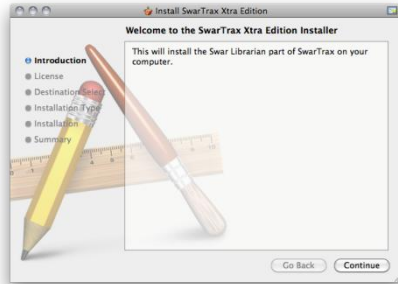 Install SwarTrax Xtra Edition
Welcome to the SwarTrax Xtra Edition Installer
Introduction
License
Destination Select
Installation Type
Installation
Summary
This will install the Swar Librarian part of SwarTrax on your
computer.
Go Back
Continue